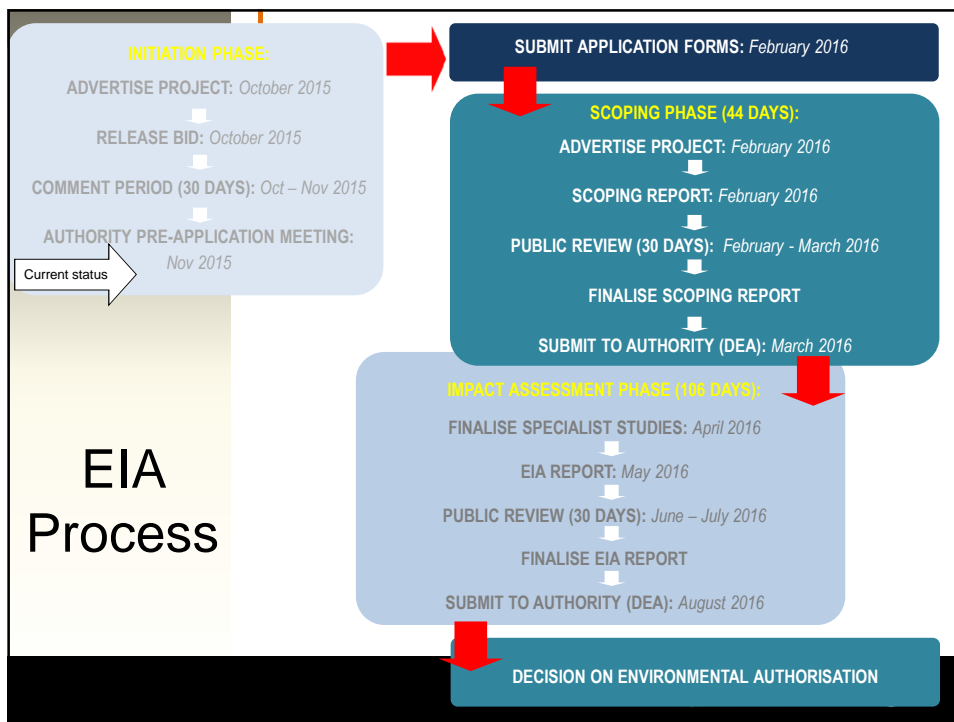 INITIATION PHASE:
ADVERTISE PROJECT: October 2015
RELEASE BID: October 2015
COMMENT PERIOD (30 DAYS): Oct – Nov 2015
AUTHORITY PRE-APPLICATION MEETING:
Nov 2015
Current status
SUBMIT APPLICATION FORMS: February 2016
SCOPING PHASE (44 DAYS):
ADVERTISE PROJECT: February 2016
SCOPING REPORT: February 2016
PUBLIC REVIEW (30 DAYS): February - March 2016
FINALISE SCOPING REPORT
SUBMIT TO AUTHORITY (DEA): March 2016
IMPACT ASSESSMENT PHASE (106 DAYS):
FINALISE SPECIALIST STUDIES: April 2016
EIA REPORT: May 2016
PUBLIC REVIEW (30 DAYS): June – July 2016
FINALISE EIA REPORT
SUBMIT TO AUTHORITY (DEA): August 2016
DECISION ON ENVIRONMENTAL AUTHORISATION
EIA
Process